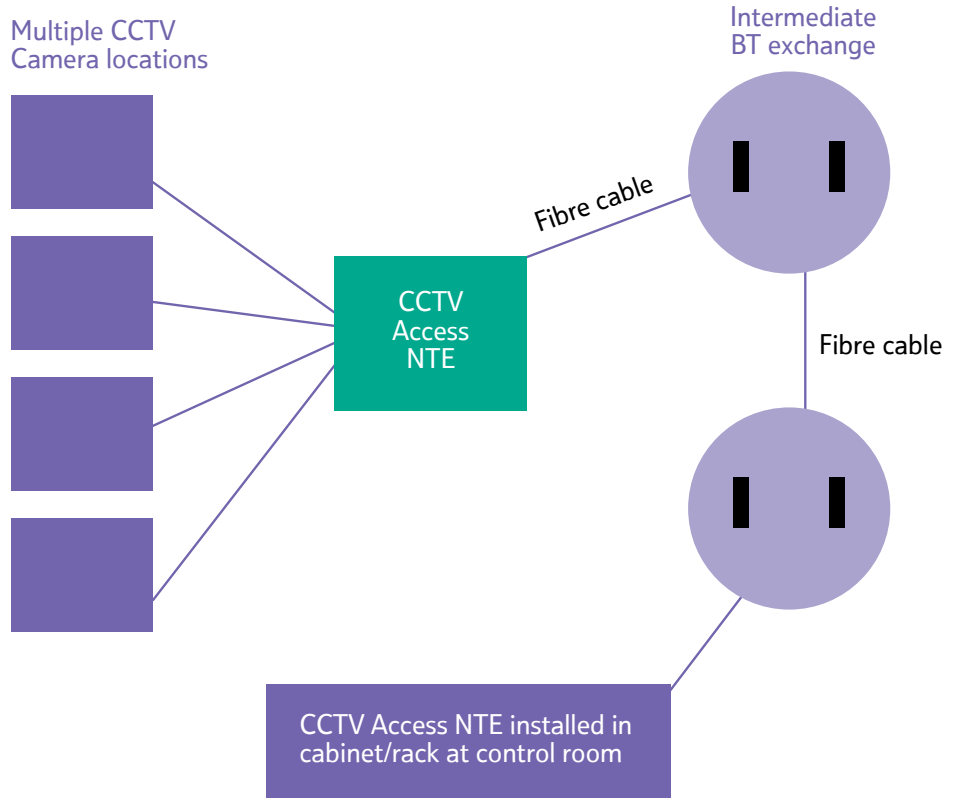 Multiple CCTV
Camera locations
Intermediate
BT exchange
Fibre cable
CCTV
Access
NTE
Fibre cable
CCTV Access NTE installed in
cabinet/rack at control room